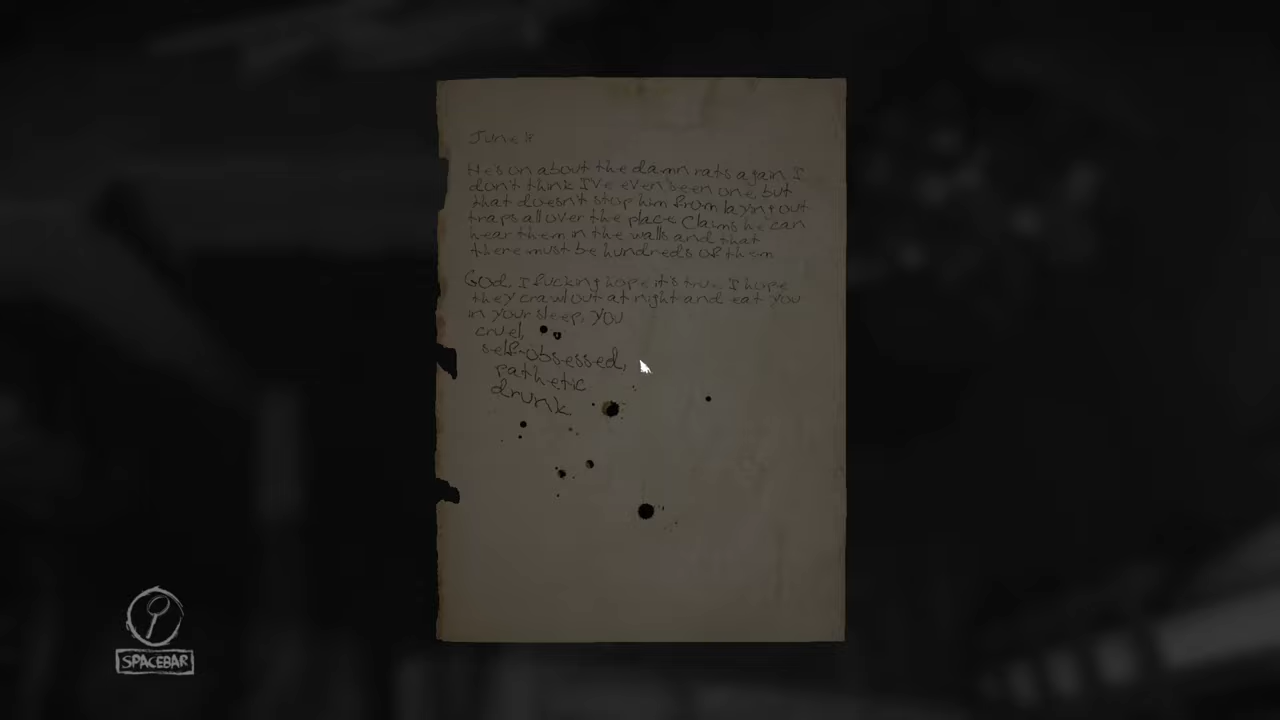 June 8
He's on about the damn rats again I
don't think I've even seen one, but
that doesn't stop him from laying out
traps all over the place Claims he can
hear them in the walls and that
there must be hundreds of them
God, I fucking hope it's true I hope
they crawl out at night and eat you
in your sleep, you
cruel,
self-obsessed,
pathetic
drunk
SPACEBAR